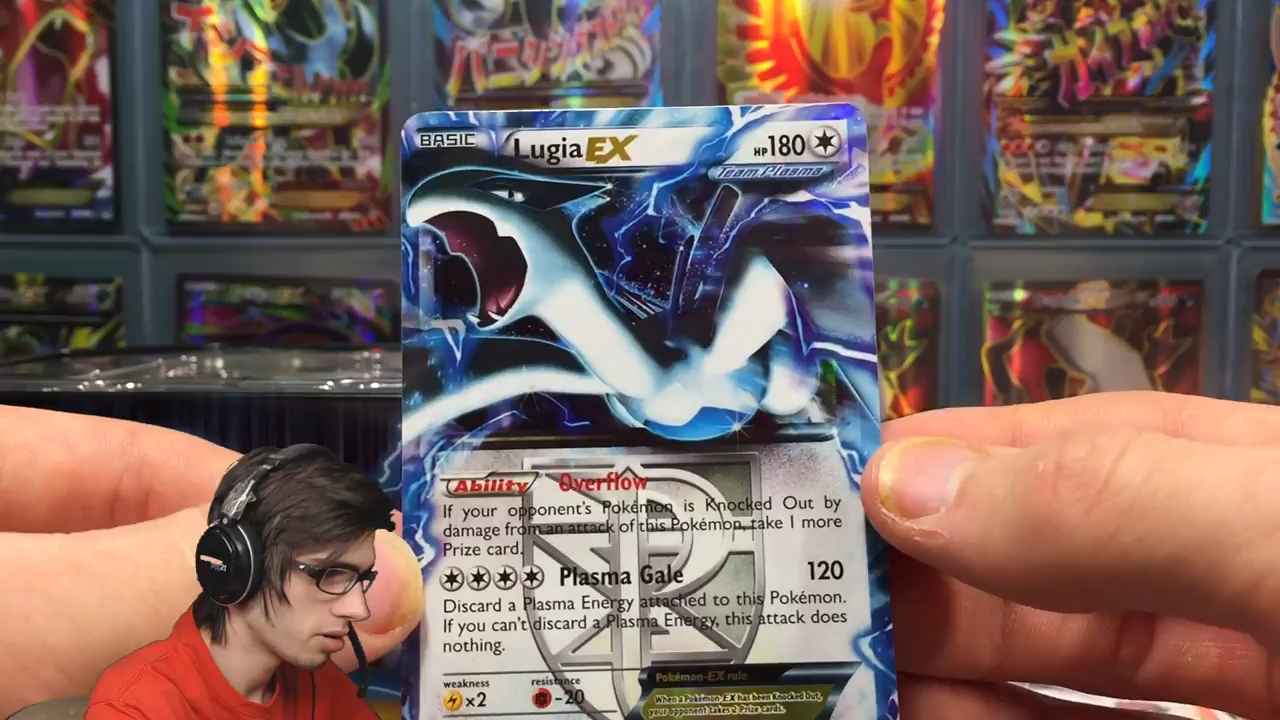 BASIC
Lugia EX
HP 180
Team Plasma
Ability Overflow
If your opponent's Pokémon is Knocked Out by
damage from an attack of this Pokémon, take 1 more
Prize card.
Plasma Gale 120
Discard a Plasma Energy attached to this Pokémon.
If you can't discard a Plasma Energy, this attack does
nothing.
weakness
×2
resistance
-20
Pokémon-EX rule
When a Pokémon-EX has been Knocked Out,
your opponent takes 2 Prize cards.